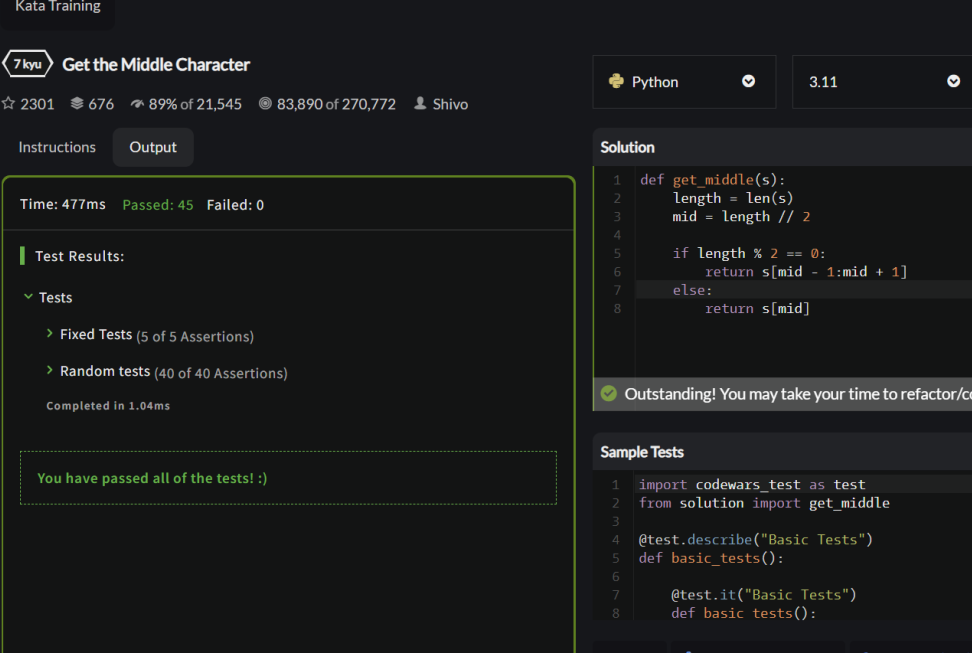 Kata Training
7 kyu Get the Middle Character
2301 676 89% of 21,545 83,890 of 270,772 Shivo
Instructions Output
Time: 477ms Passed: 45 Failed: 0
Test Results:
Tests
Fixed Tests (5 of 5 Assertions)
Random tests (40 of 40 Assertions)
Completed in 1.04ms
You have passed all of the tests! :)
Python 3.11
Solution
1 def get_middle(s):
2 length = len(s)
3 mid = length // 2
4
5 if length % 2 == 0:
6 return s[mid - 1:mid + 1]
7 else:
8 return s[mid]
Outstanding! You may take your time to refactor/co
Sample Tests
1 import codewars_test as test
2 from solution import get_middle
3
4 @test.describe("Basic Tests")
5 def basic_tests():
6
7 @test.it("Basic Tests")
8 def basic_tests():